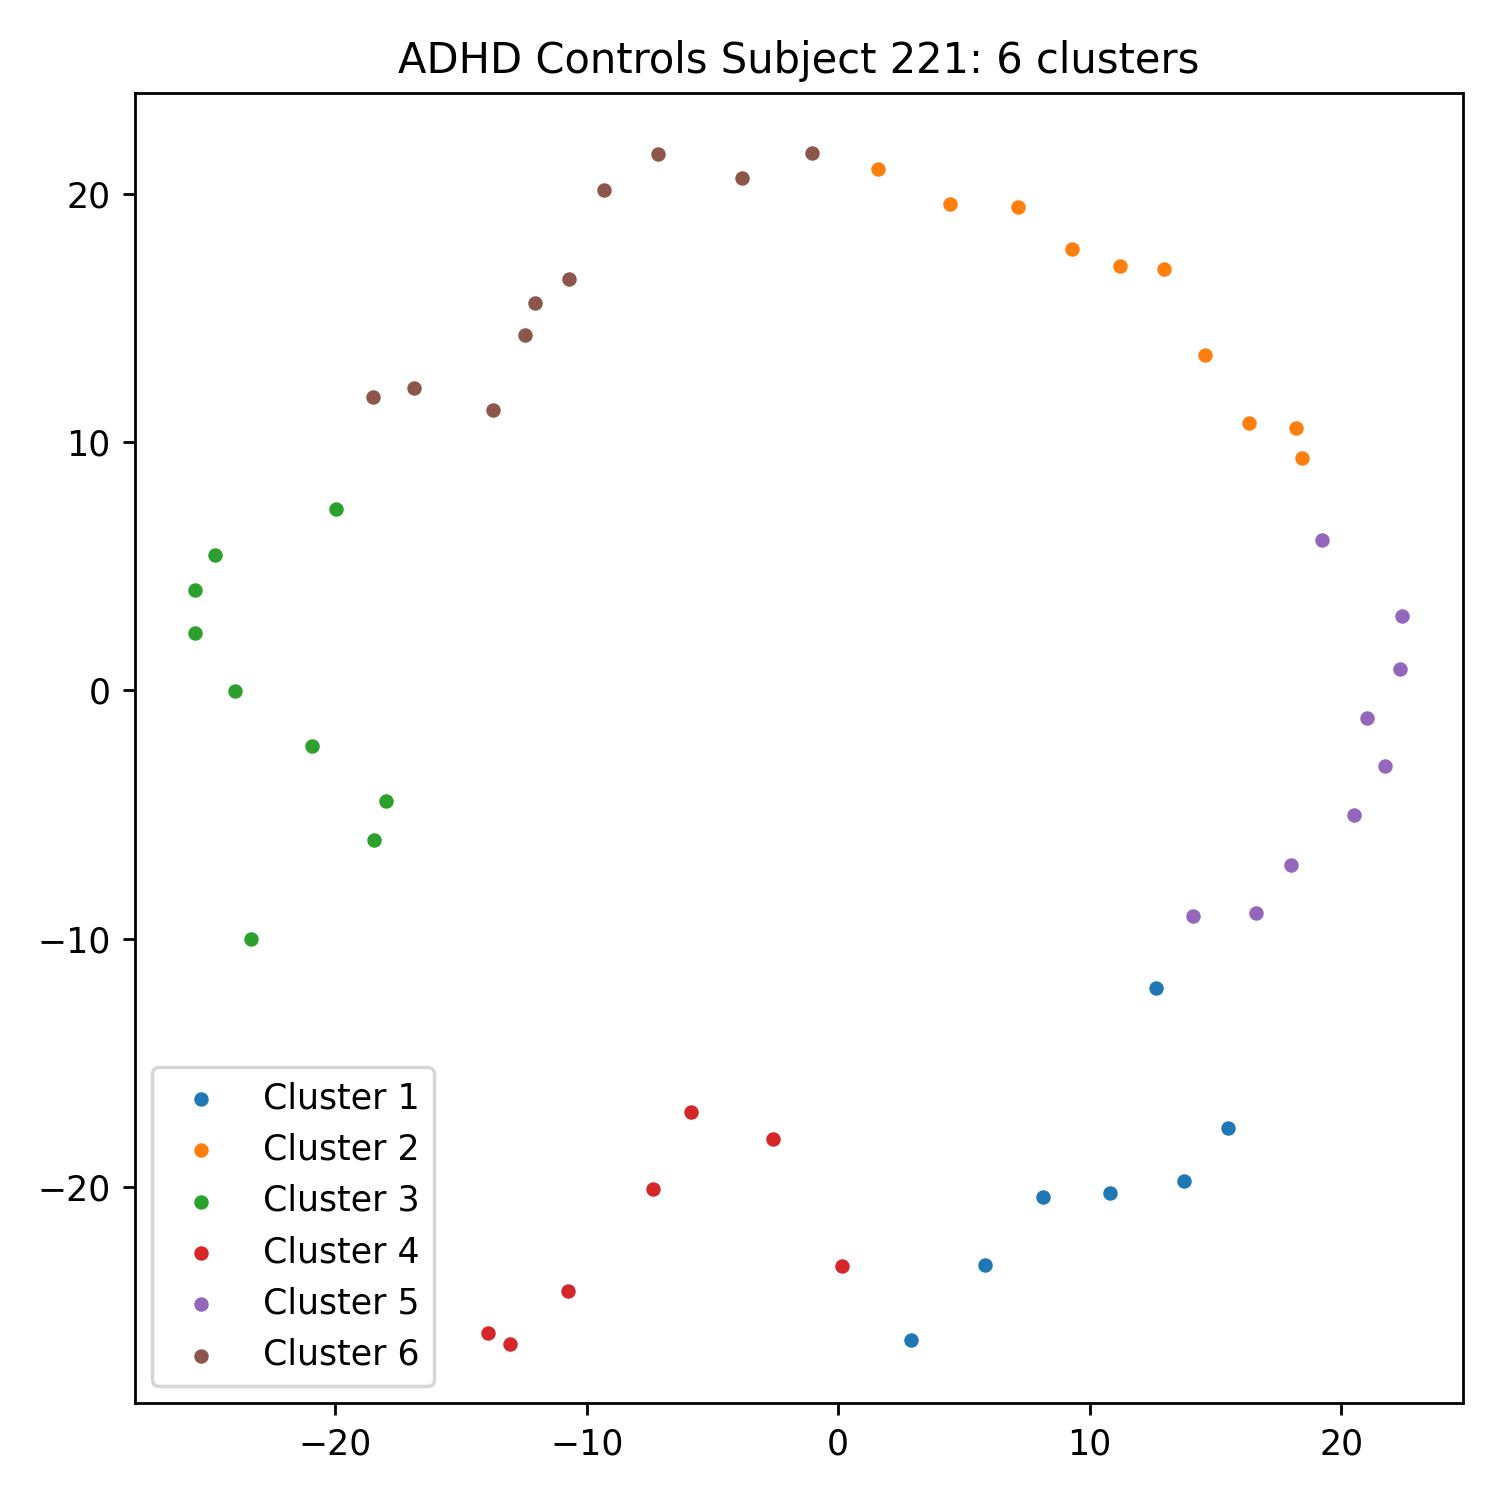 ADHD Controls Subject 221: 6 clusters
20
10
0
−10
−20
Cluster 1
Cluster 2
Cluster 3
Cluster 4
Cluster 5
Cluster 6
−20
−10
0
10
20